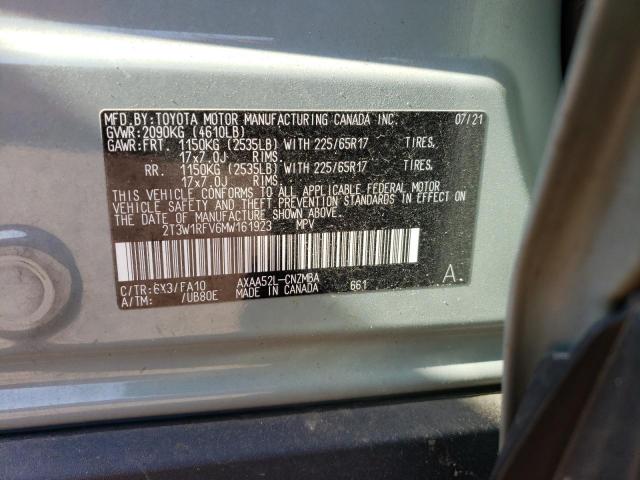 MFD.BY:TOYOTA MOTOR MANUFACTURING CANADA INC. 07/21
GVWR:2090KG (4610LB)
GAWR:FRT. 1150KG (2535LB) WITH 225/65R17 TIRES,
17x7.0J RIMS.
RR. 1150KG (2535LB) WITH 225/65R17 TIRES,
17x7.0J RIMS.
THIS VEHICLE CONFORMS TO ALL APPLICABLE FEDERAL MOTOR
VEHICLE SAFETY AND THEFT PREVENTION STANDARDS IN EFFECT ON
THE DATE OF MANUFACTURE SHOWN ABOVE.
2T3W1RFV6MW161923 MPV
C/TR:6X3/FA10 AXAA52L-CNZMBA A.
A/TM: /UB80E MADE IN CANADA 661